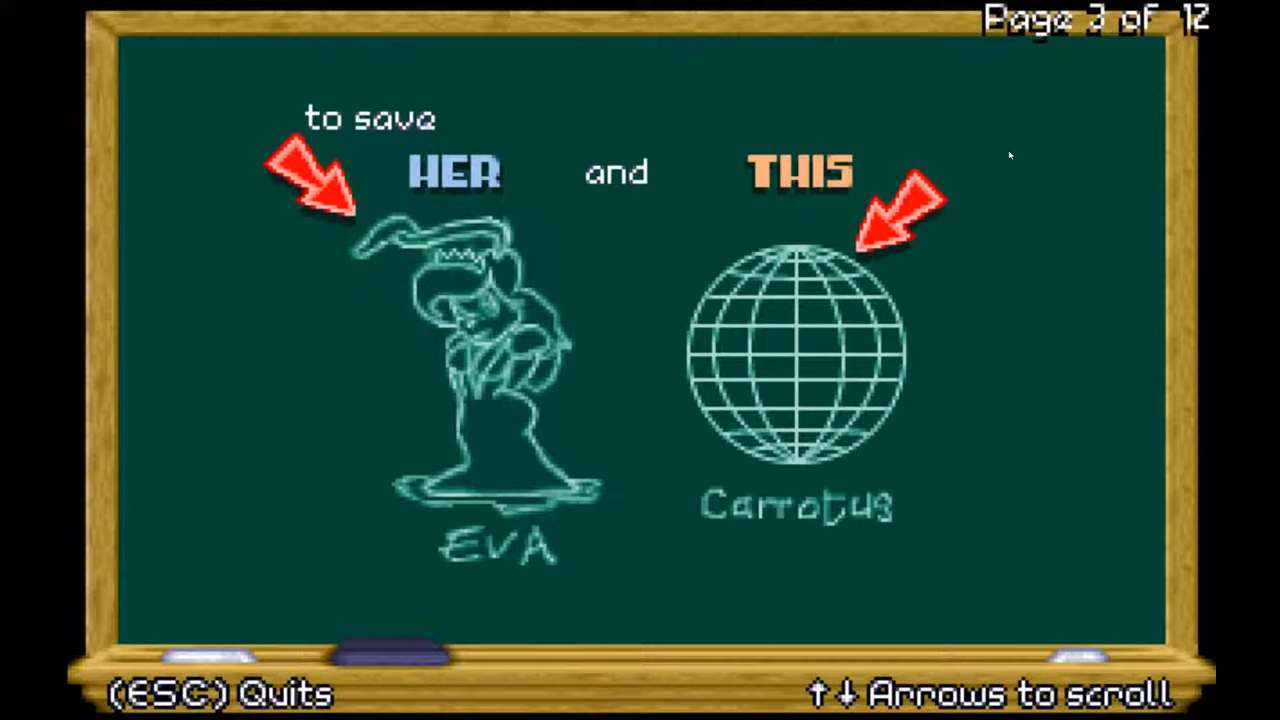 Page 3 of 12
to save
HER and THIS
Carrotus
EVA
(ESC) Quits
↑↓ Arrows to scroll